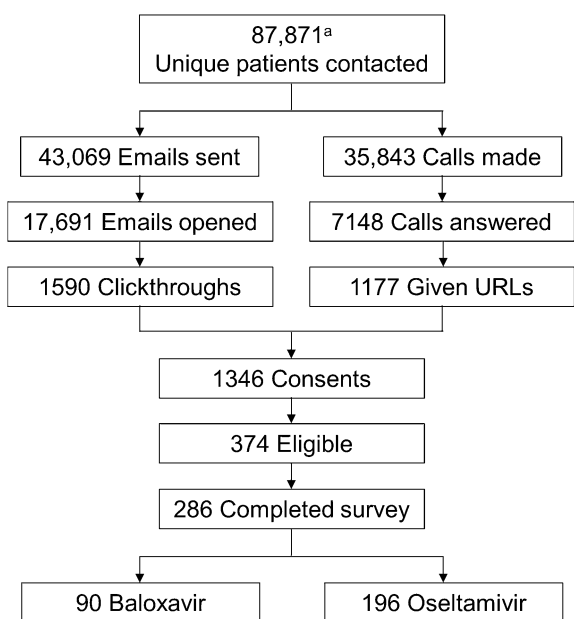 87,871ᵃ
Unique patients contacted
43,069 Emails sent
35,843 Calls made
17,691 Emails opened
7148 Calls answered
1590 Clickthroughs
1177 Given URLs
1346 Consents
374 Eligible
286 Completed survey
90 Baloxavir
196 Oseltamivir